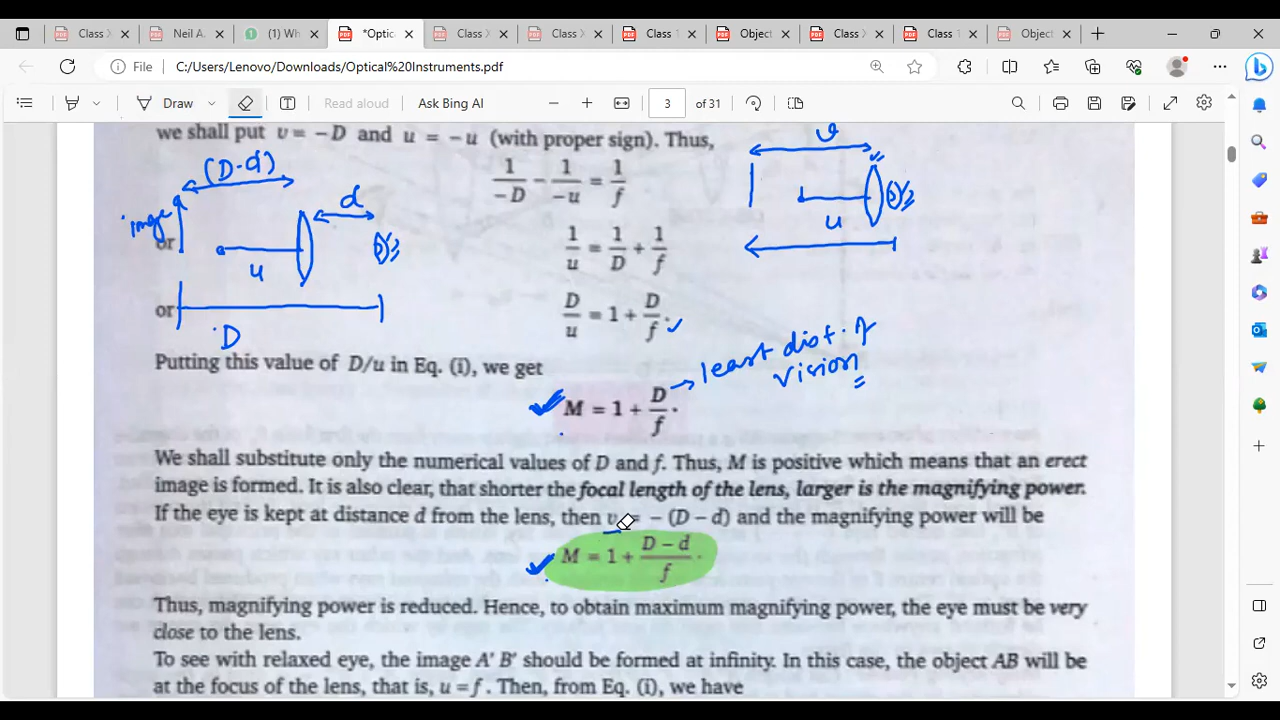 Class X
Neil A.
(1) Wh
*Optic
Class X
Class X
Class 1
Object
Class X
Class 1
Object
File
C:/Users/Lenovo/Downloads/Optical%20Instruments.pdf
Draw
Read aloud
Ask Bing AI
3 of 31
we shall put v = −D and u = −u (with proper sign). Thus,
(D-d)
1/−D − 1/−u = 1/f
v
image
d
u
or
u
1/u = 1/D + 1/f
or
D/u = 1 + D/f .
D
Putting this value of D/u in Eq. (i), we get
least dist. of
vision
M = 1 + D/f .
We shall substitute only the numerical values of D and f. Thus, M is positive which means that an erect
image is formed. It is also clear, that shorter the focal length of the lens, larger is the magnifying power.
If the eye is kept at distance d from the lens, then v = − (D − d) and the magnifying power will be
M = 1 + D − d/f .
Thus, magnifying power is reduced. Hence, to obtain maximum magnifying power, the eye must be very
close to the lens.
To see with relaxed eye, the image A′ B′ should be formed at infinity. In this case, the object AB will be
at the focus of the lens, that is, u = f . Then, from Eq. (i), we have